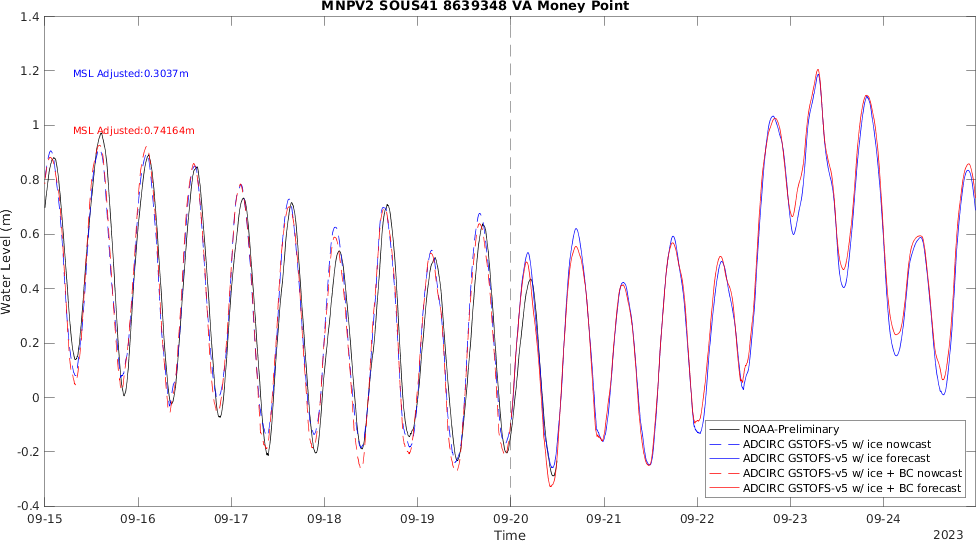 MNPV2 SOUS41 8639348 VA Money Point
1.4
1.2
1
0.8
0.6
0.4
0.2
0
-0.2
-0.4
Water Level (m)
MSL Adjusted:0.3037m
MSL Adjusted:0.74164m
NOAA-Preliminary
ADCIRC GSTOFS-v5 w/ ice nowcast
ADCIRC GSTOFS-v5 w/ ice forecast
ADCIRC GSTOFS-v5 w/ ice + BC nowcast
ADCIRC GSTOFS-v5 w/ ice + BC forecast
09-15 09-16 09-17 09-18 09-19 09-20 09-21 09-22 09-23 09-24
Time
2023